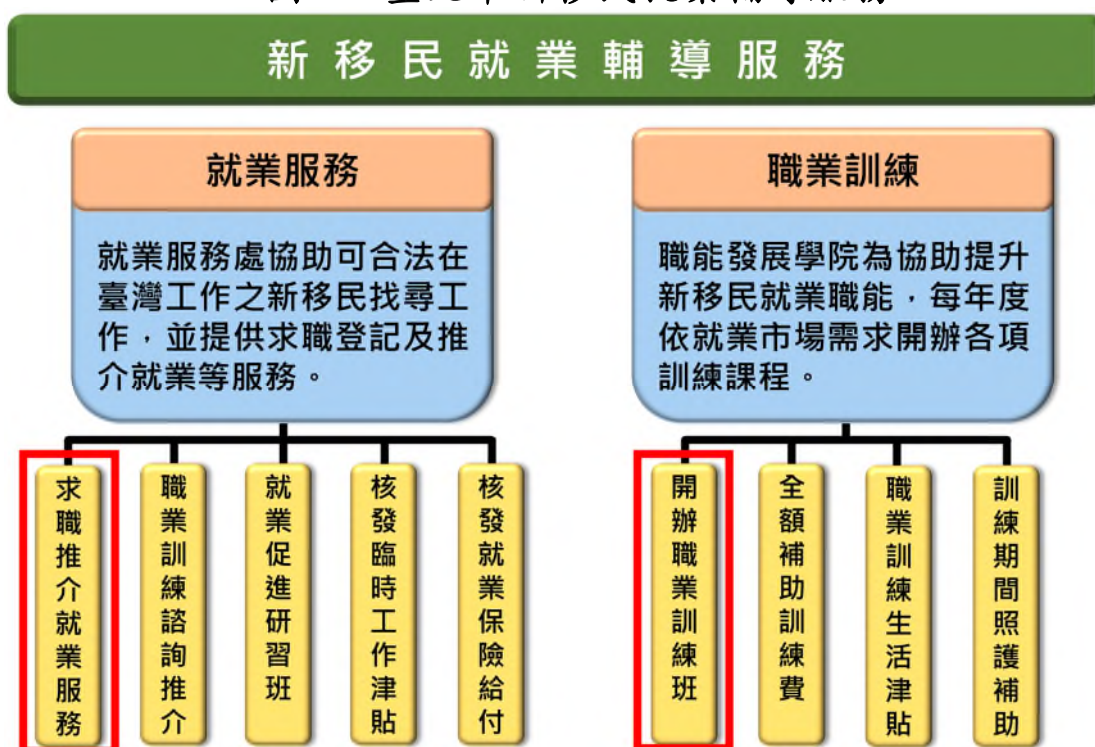 新移民就業輔導服務
就業服務
就業服務處協助可合法在
臺灣工作之新移民找尋工
作，並提供求職登記及推
介就業等服務。
求職推介就業服務
職業訓練諮詢推介
就業促進研習班
核發臨時工作津貼
核發就業保險給付
職業訓練
職能發展學院為協助提升
新移民就業職能，每年度
依就業市場需求開辦各項
訓練課程。
開辦職業訓練班
全額補助訓練費
職業訓練生活津貼
訓練期間照護補助